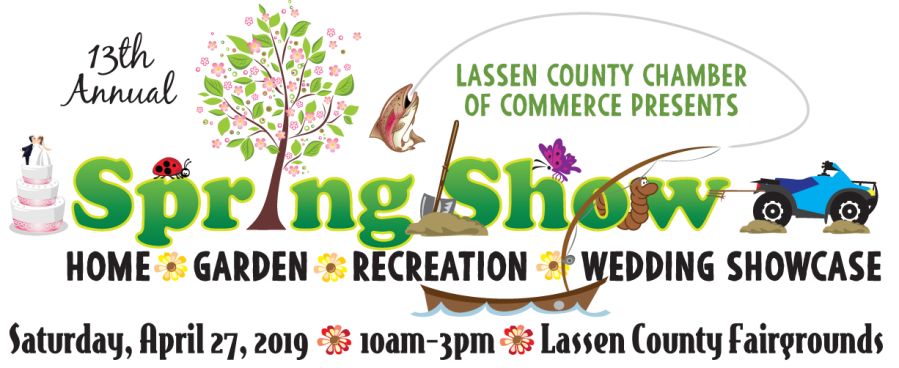 13th
Annual
LASSEN COUNTY CHAMBER
OF COMMERCE PRESENTS
Spring Show
HOME GARDEN RECREATION WEDDING SHOWCASE
Saturday, April 27, 2019 10am-3pm Lassen County Fairgrounds